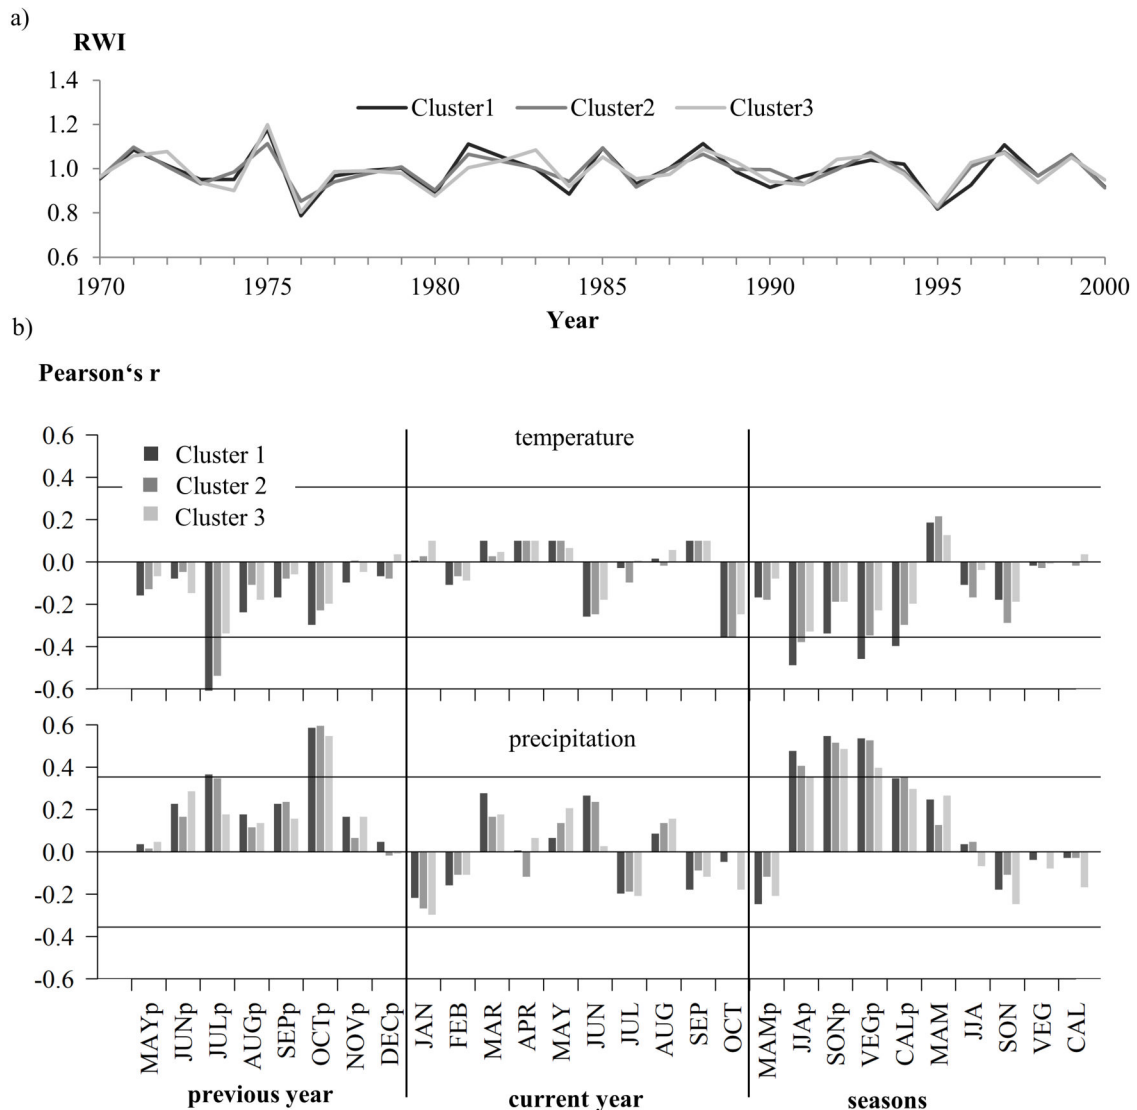 a)
RWI
1.4
1.2
1.0
0.8
0.6
Cluster1 Cluster2 Cluster3
1970 1975 1980 1985 1990 1995 2000
Year
b)
Pearson‘s r
temperature
0.6
0.4
0.2
0.0
-0.2
-0.4
-0.6
Cluster 1
Cluster 2
Cluster 3
precipitation
0.6
0.4
0.2
0.0
-0.2
-0.4
-0.6
MAYp JUNp JULp AUGp SEPp OCTp NOVp DECp JAN FEB MAR APR MAY JUN JUL AUG SEP OCT MAMp JJAp SONp VEGp CALp MAM JJA SON VEG CAL
previous year current year seasons